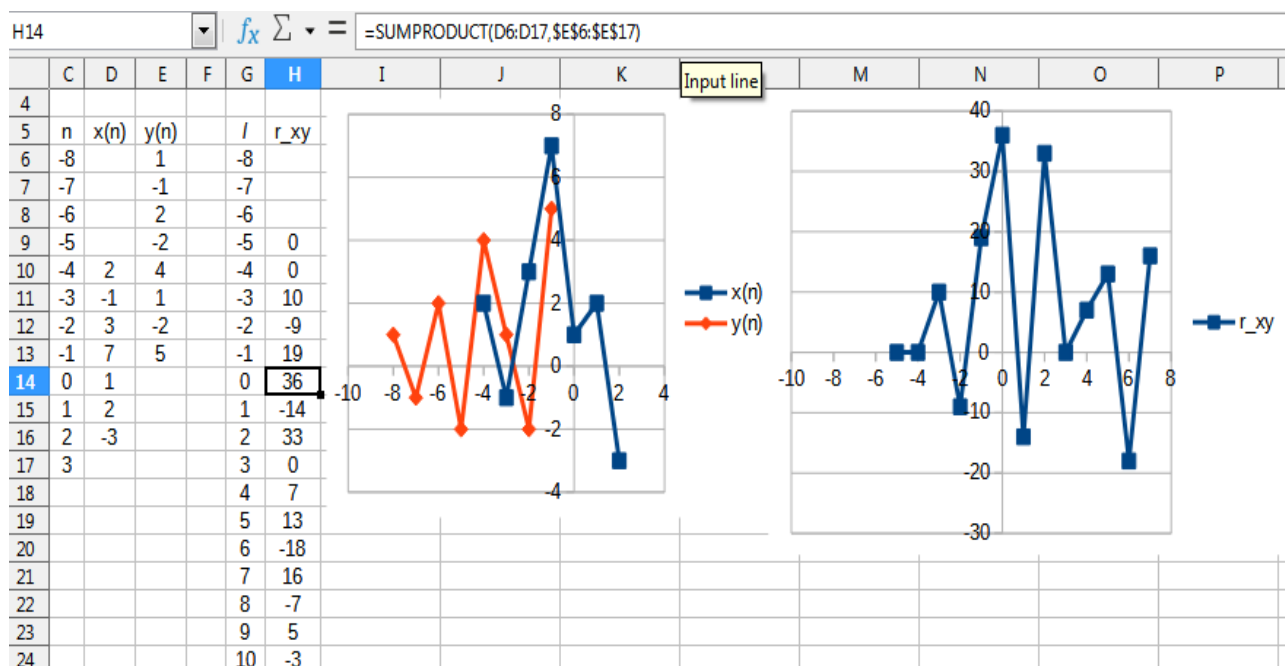 H14 fx Σ = =SUMPRODUCT(D6:D17,$E$6:$E$17)
C D E F G H I J K M N O P
Input line
4
5 n x(n) y(n) l r_xy
6 -8 1 -8
7 -7 -1 -7
8 -6 2 -6
9 -5 -2 -5 0
10 -4 2 4 -4 0
11 -3 -1 1 -3 10
12 -2 3 -2 -2 -9
13 -1 7 5 -1 19
14 0 1 0 36
15 1 2 1 -14
16 2 -3 2 33
17 3 3 0
18 4 7
19 5 13
20 6 -18
21 7 16
22 8 -7
23 9 5
24 10 -3
8
6
4
2
0
-2
-4
-10 -8 -6 -4 -2 0 2 4
x(n)
y(n)
40
30
20
10
0
-10
-20
-30
-10 -8 -6 -4 -2 0 2 4 6 8
r_xy